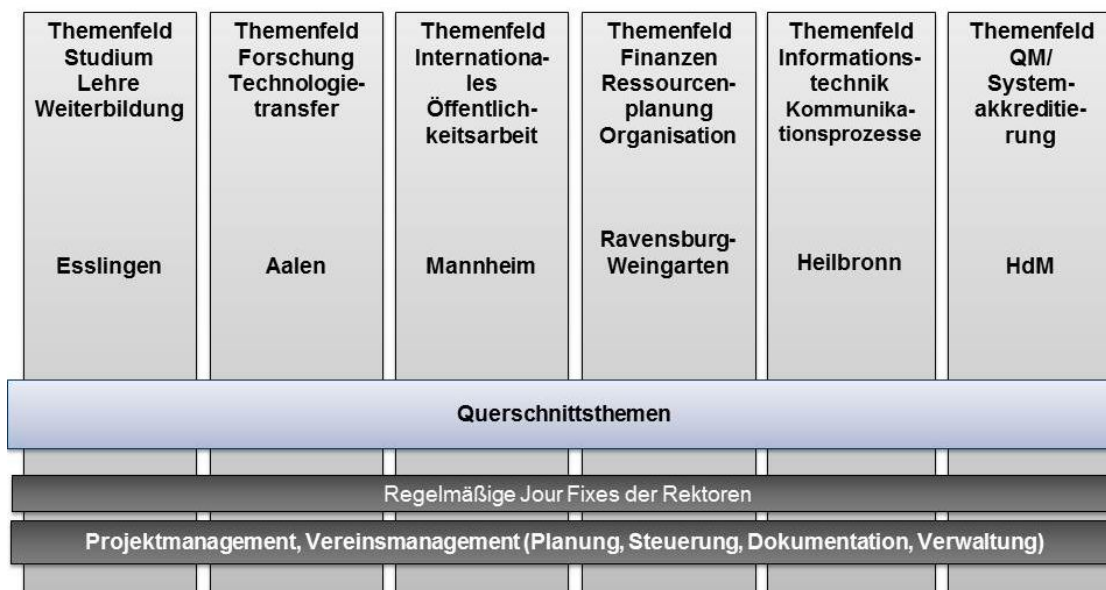 Themenfeld
Studium
Lehre
Weiterbildung
Esslingen
Themenfeld
Forschung
Technologie-
transfer
Aalen
Themenfeld
Internationa-
les
Öffentlich-
keitsarbeit
Mannheim
Themenfeld
Finanzen
Ressourcen-
planung
Organisation
Ravensburg-
Weingarten
Themenfeld
Informations-
technik
Kommunika-
tionsprozesse
Heilbronn
Themenfeld
QM/
System-
akkreditie-
rung
HdM
Querschnittsthemen
Regelmäßige Jour Fixes der Rektoren
Projektmanagement, Vereinsmanagement (Planung, Steuerung, Dokumentation, Verwaltung)